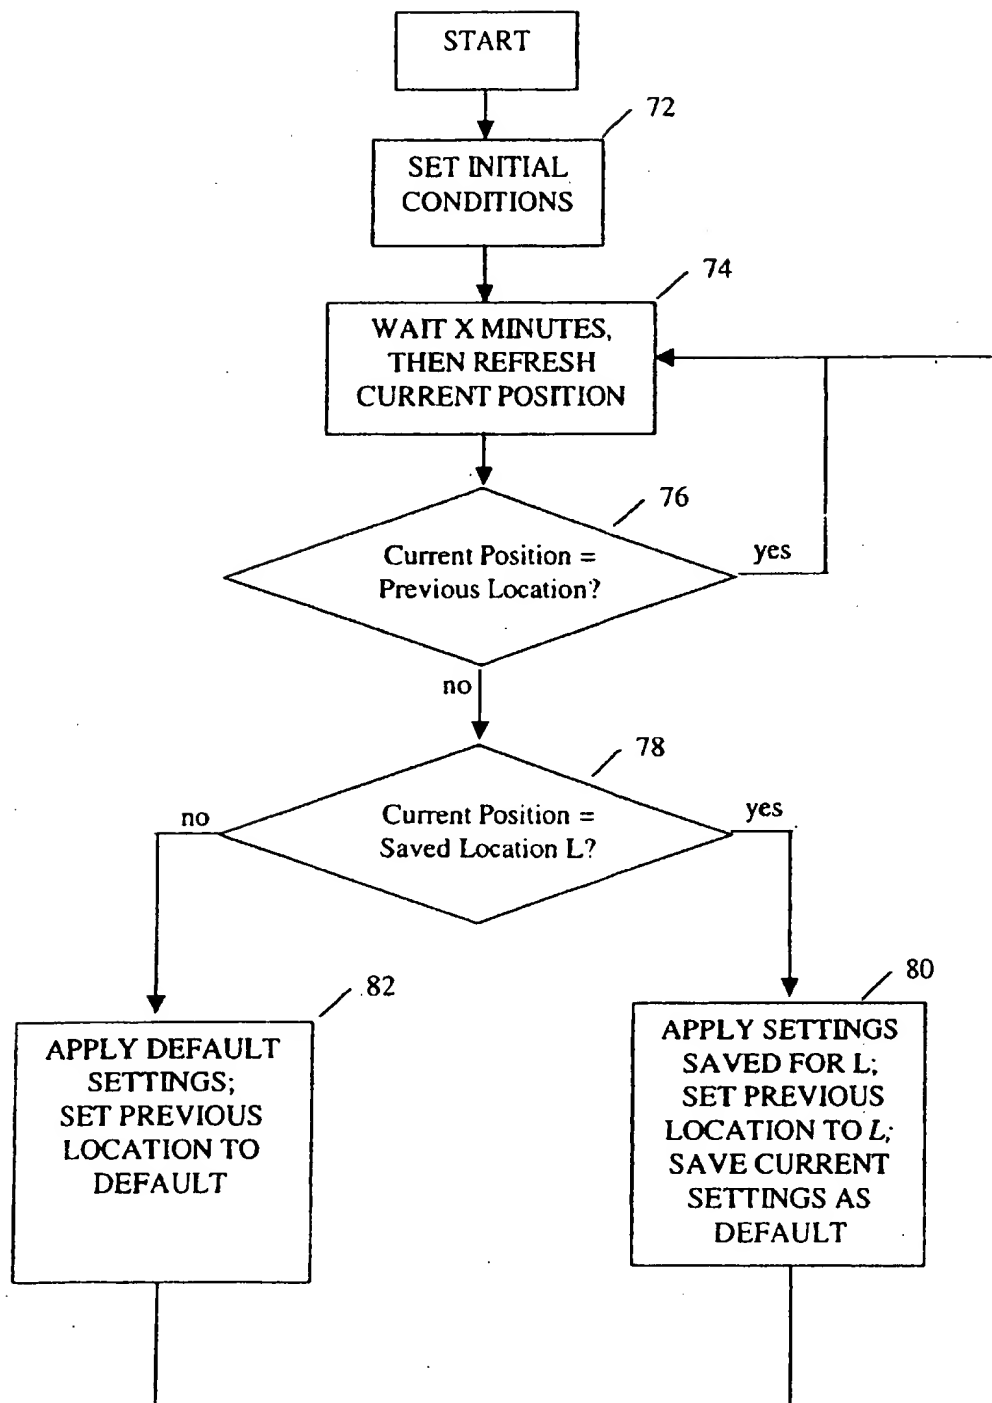 START
72
SET INITIAL
CONDITIONS
74
WAIT X MINUTES,
THEN REFRESH
CURRENT POSITION
76
Current Position =
Previous Location?
yes
no
78
Current Position =
Saved Location L?
no
yes
82
APPLY DEFAULT
SETTINGS;
SET PREVIOUS
LOCATION TO
DEFAULT
80
APPLY SETTINGS
SAVED FOR L;
SET PREVIOUS
LOCATION TO L;
SAVE CURRENT
SETTINGS AS
DEFAULT